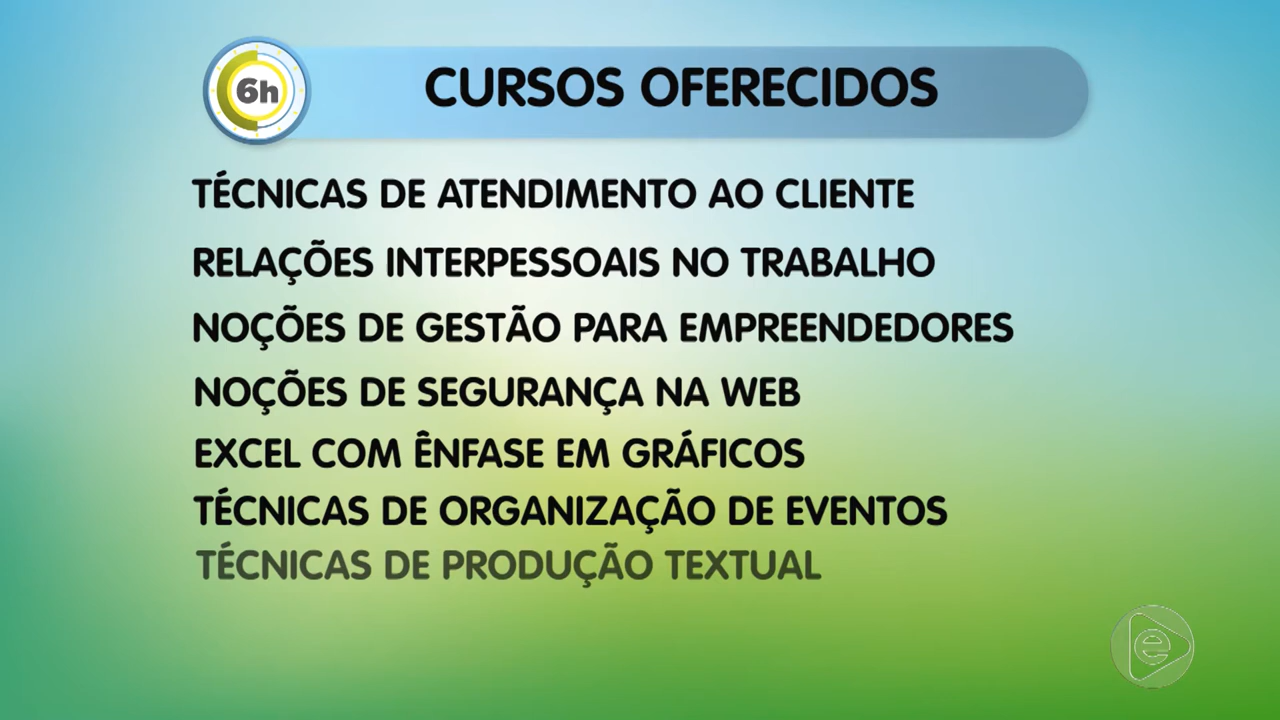 6h
CURSOS OFERECIDOS
TÉCNICAS DE ATENDIMENTO AO CLIENTE
RELAÇÕES INTERPESSOAIS NO TRABALHO
NOÇÕES DE GESTÃO PARA EMPREENDEDORES
NOÇÕES DE SEGURANÇA NA WEB
EXCEL COM ÊNFASE EM GRÁFICOS
TÉCNICAS DE ORGANIZAÇÃO DE EVENTOS
TÉCNICAS DE PRODUÇÃO TEXTUAL
e